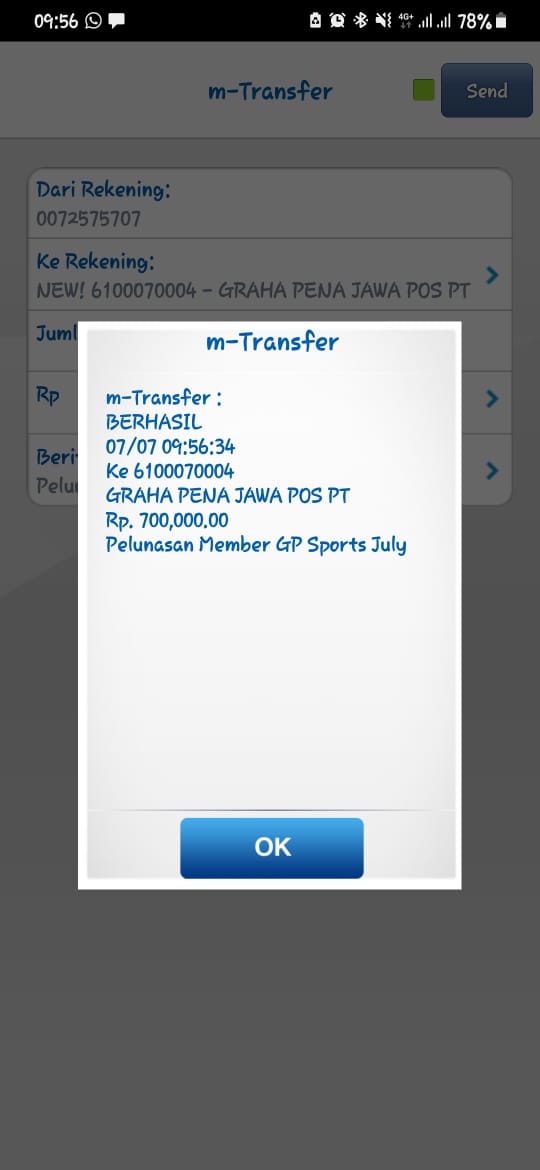 09:56
4G+
78%
m-Transfer
Send
Dari Rekening:
0072575707
Ke Rekening:
NEW! 6100070004 - GRAHA PENA JAWA POS PT
Juml
Rp
Beri
Pelu
m-Transfer
m-Transfer :
BERHASIL
07/07 09:56:34
Ke 6100070004
GRAHA PENA JAWA POS PT
Rp. 700,000.00
Pelunasan Member GP Sports July
OK